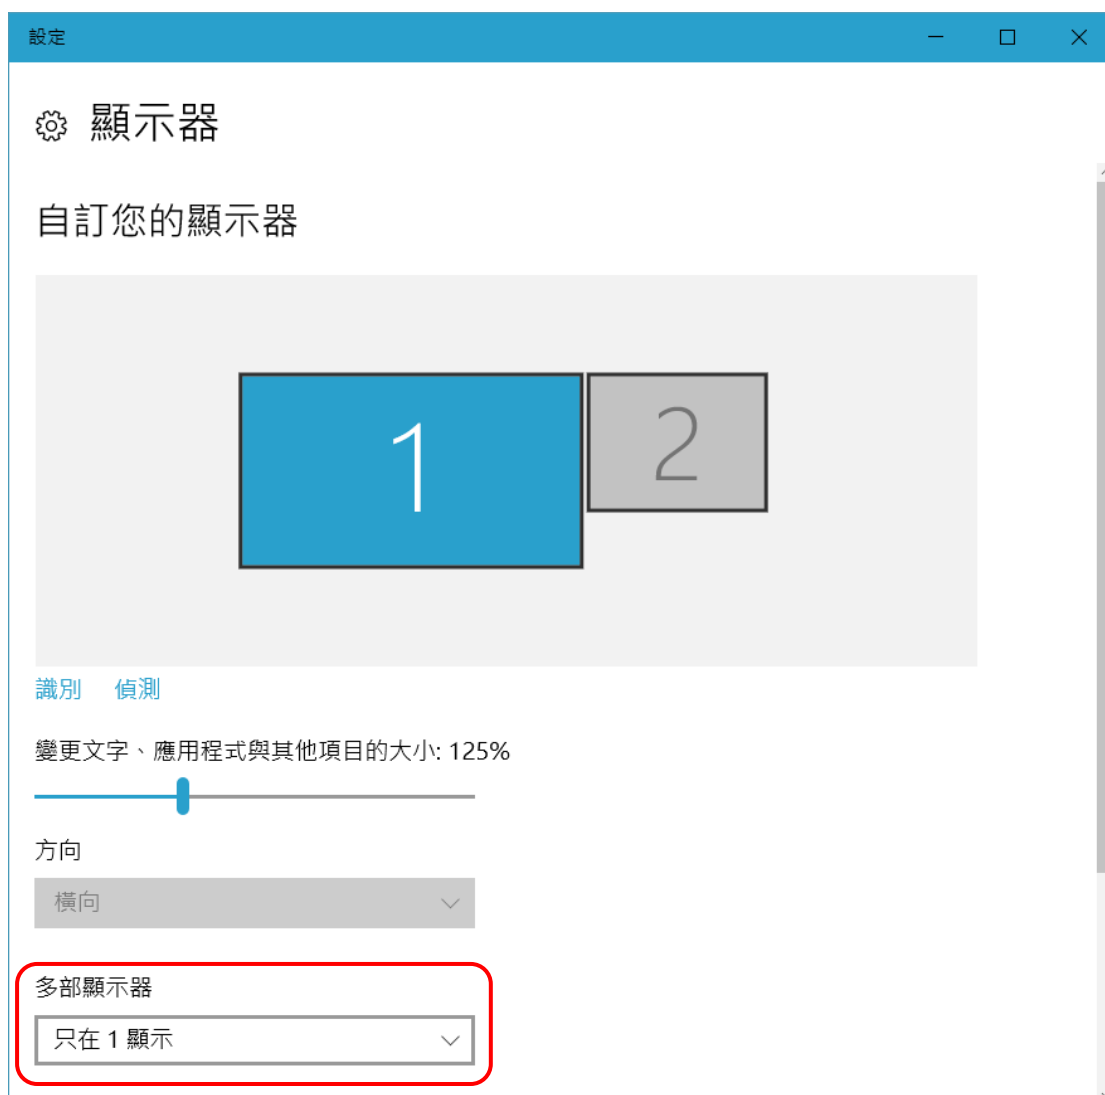 設定
顯示器
自訂您的顯示器
1
2
識別 偵測
變更文字、應用程式與其他項目的大小: 125%
方向
橫向
多部顯示器
只在 1 顯示